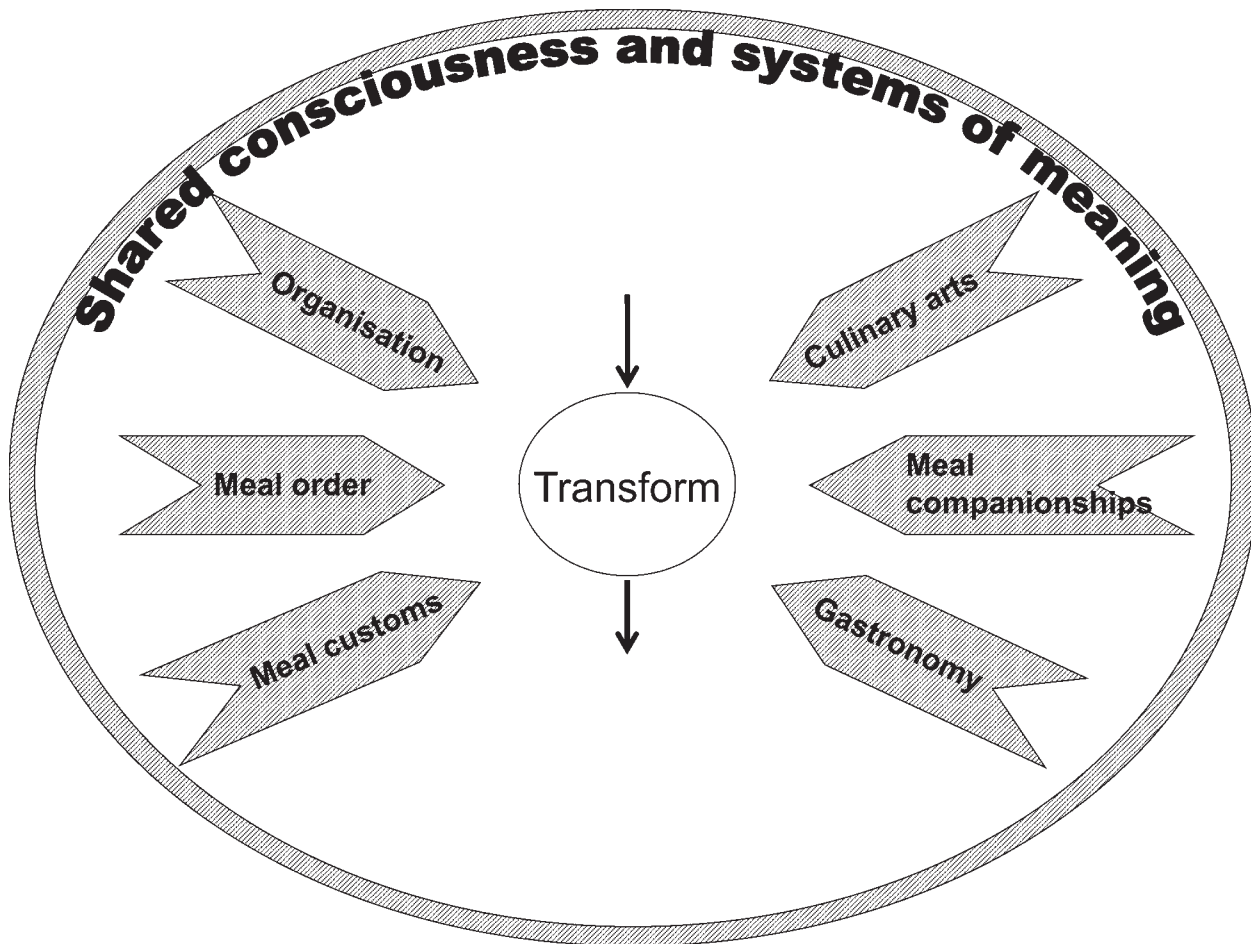 Shared consciousness and systems of meaning
Organisation
Culinary arts
Meal order
Transform
Meal
companionships
Meal customs
Gastronomy